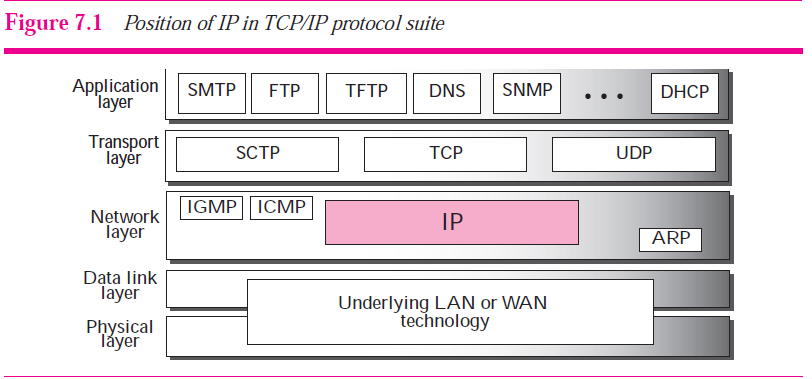 Figure 7.1 Position of IP in TCP/IP protocol suite
Application
layer
SMTP FTP TFTP DNS SNMP • • • DHCP
Transport
layer
SCTP TCP UDP
Network
layer
IGMP ICMP IP ARP
Data link
layer
Physical
layer
Underlying LAN or WAN
technology